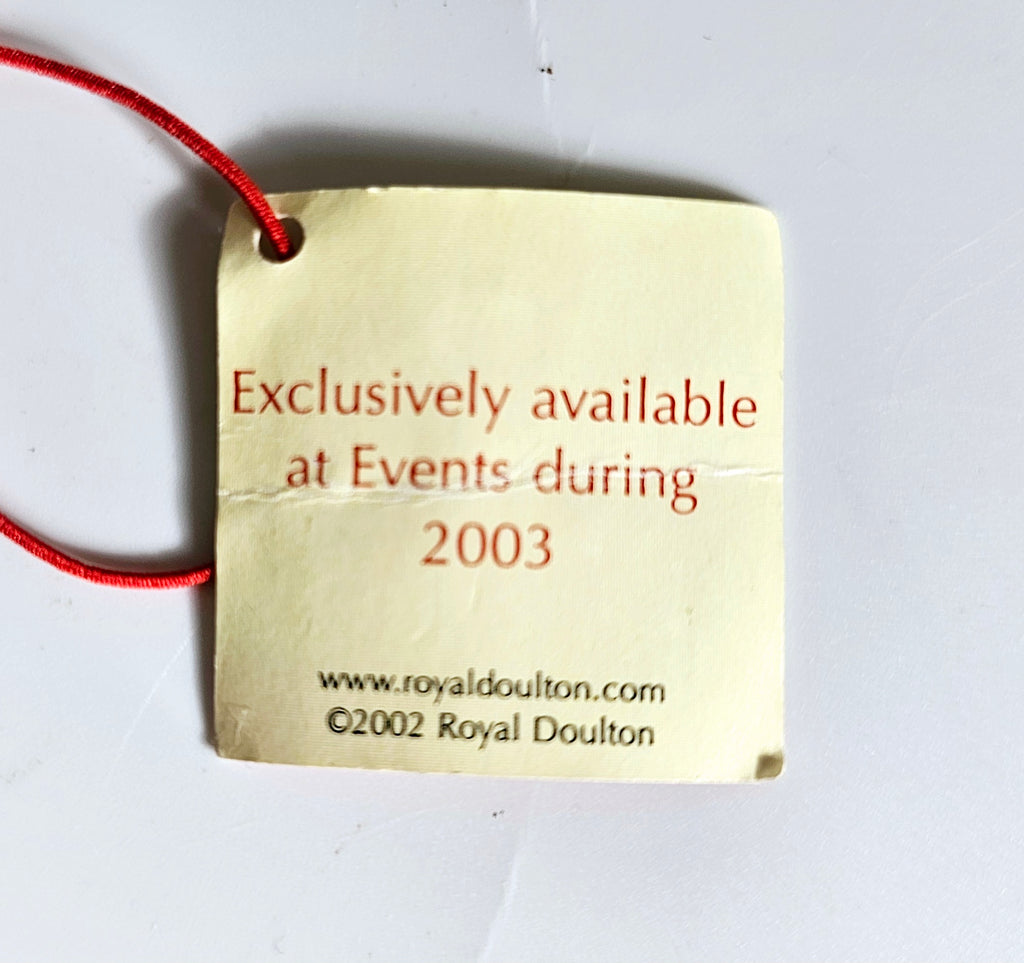 Exclusively available
at Events during
2003
www.royaldoulton.com
©2002 Royal Doulton